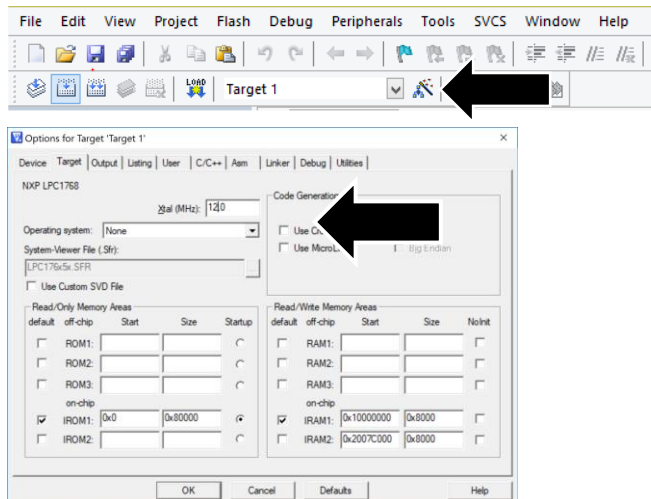 File Edit View Project Flash Debug Peripherals Tools SVCS Window Help
LOAD Target 1
Options for Target 'Target 1'
Device Target Output Listing User C/C++ Asm Linker Debug Utilities
NXP LPC1768
Xtal (MHz): 12.0
Code Generation
Operating system: None
Use
System-Viewer File (.Sfr):
Use Big Endian
LPC176x5x.SFR ...
Use Custom SVD File
Read/Only Memory Areas
default off-chip Start Size Startup
ROM1:
ROM2:
ROM3:
on-chip
IROM1: 0x0 0x80000
IROM2:
Read/Write Memory Areas
default off-chip Start Size NoInit
RAM1:
RAM2:
RAM3:
on-chip
IRAM1: 0x10000000 0x8000
IRAM2: 0x2007C000 0x8000
OK Cancel Defaults Help